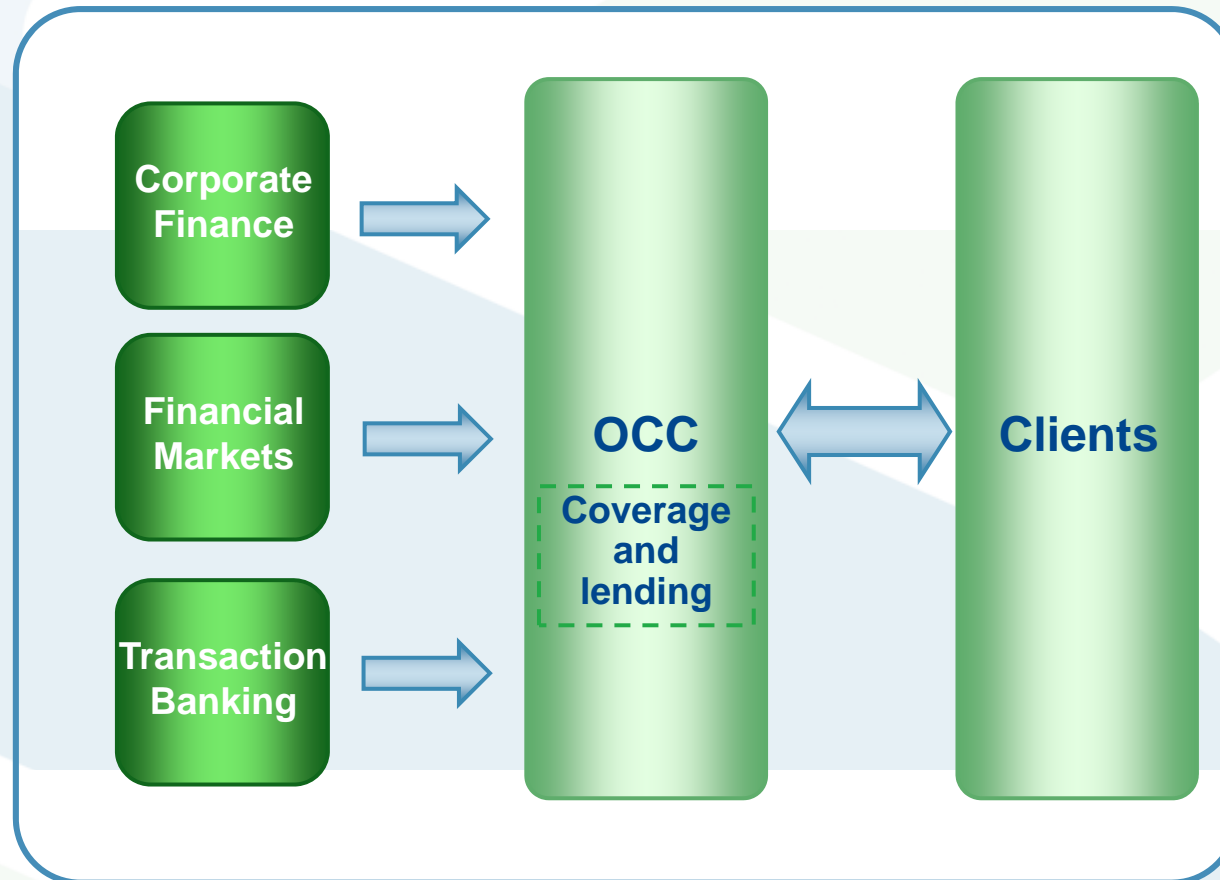 Corporate
Finance
Financial
Markets
Transaction
Banking
OCC
Coverage
and
lending
Clients